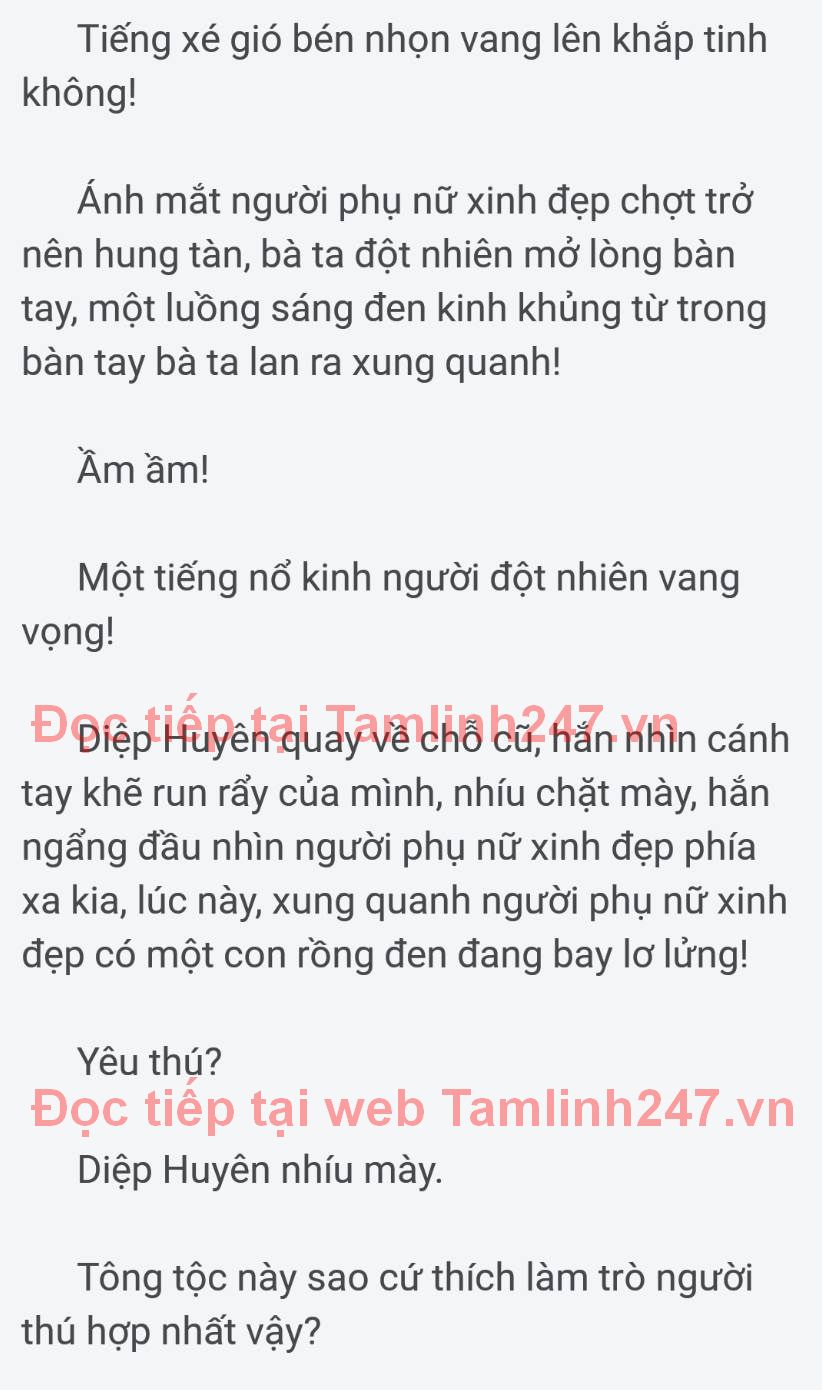 Tiếng xé gió bén nhọn vang lên khắp tinh
không!
Ánh mắt người phụ nữ xinh đẹp chợt trở
nên hung tàn, bà ta đột nhiên mở lòng bàn
tay, một luồng sáng đen kinh khủng từ trong
bàn tay bà ta lan ra xung quanh!
Ầm ầm!
Một tiếng nổ kinh người đột nhiên vang
vọng!
Đọc tiếp tại Tamlinh247.vn
Diệp Huyên quay về chỗ cũ, hắn nhìn cánh
tay khẽ run rẩy của mình, nhíu chặt mày, hắn
ngẩng đầu nhìn người phụ nữ xinh đẹp phía
xa kia, lúc này, xung quanh người phụ nữ xinh
đẹp có một con rồng đen đang bay lơ lửng!
Yêu thú?
Đọc tiếp tại web Tamlinh247.vn
Diệp Huyên nhíu mày.
Tông tộc này sao cứ thích làm trò người
thú hợp nhất vậy?